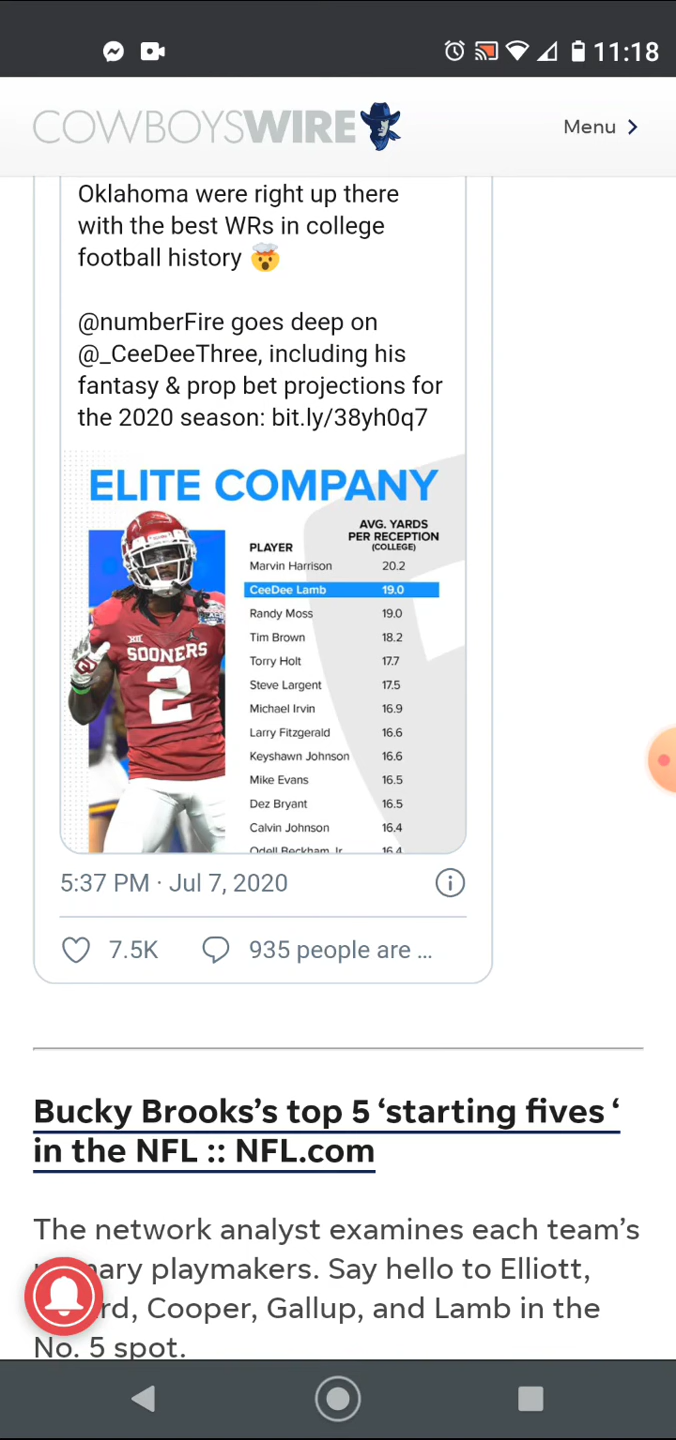 11:18
COWBOYSWIRE
Menu
Oklahoma were right up there
with the best WRs in college
football history 🤯
@numberFire goes deep on
@_CeeDeeThree, including his
fantasy & prop bet projections for
the 2020 season: bit.ly/38yh0q7
ELITE COMPANY
AVG. YARDS
PER RECEPTION
PLAYER (COLLEGE)
Marvin Harrison 20.2
CeeDee Lamb 19.0
Randy Moss 19.0
Tim Brown 18.2
Torry Holt 17.7
Steve Largent 17.5
Michael Irvin 16.9
Larry Fitzgerald 16.6
Keyshawn Johnson 16.6
Mike Evans 16.5
Dez Bryant 16.5
Calvin Johnson 16.4
Odell Beckham Jr. 16.4
XII
SOONERS
2
5:37 PM · Jul 7, 2020
7.5K 935 people are ...
Bucky Brooks’s top 5 ‘starting fives ‘
in the NFL :: NFL.com
The network analyst examines each team’s
ary playmakers. Say hello to Elliott,
rd, Cooper, Gallup, and Lamb in the
No. 5 spot.